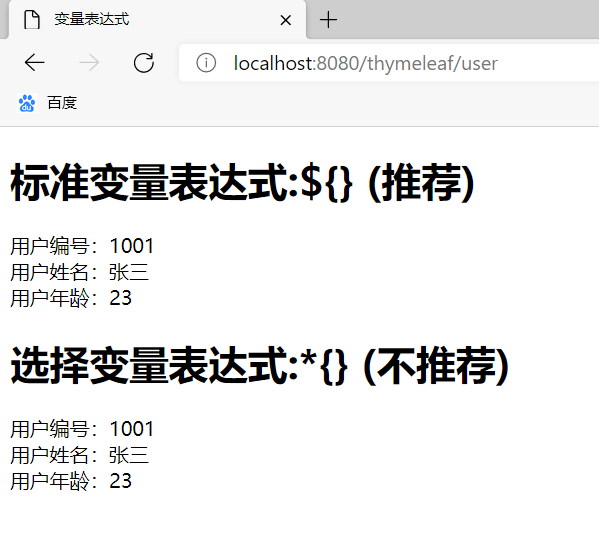 变量表达式
localhost:8080/thymeleaf/user
du 百度
标准变量表达式:${} (推荐)
用户编号：1001
用户姓名：张三
用户年龄：23
选择变量表达式:*{} (不推荐)
用户编号：1001
用户姓名：张三
用户年龄：23